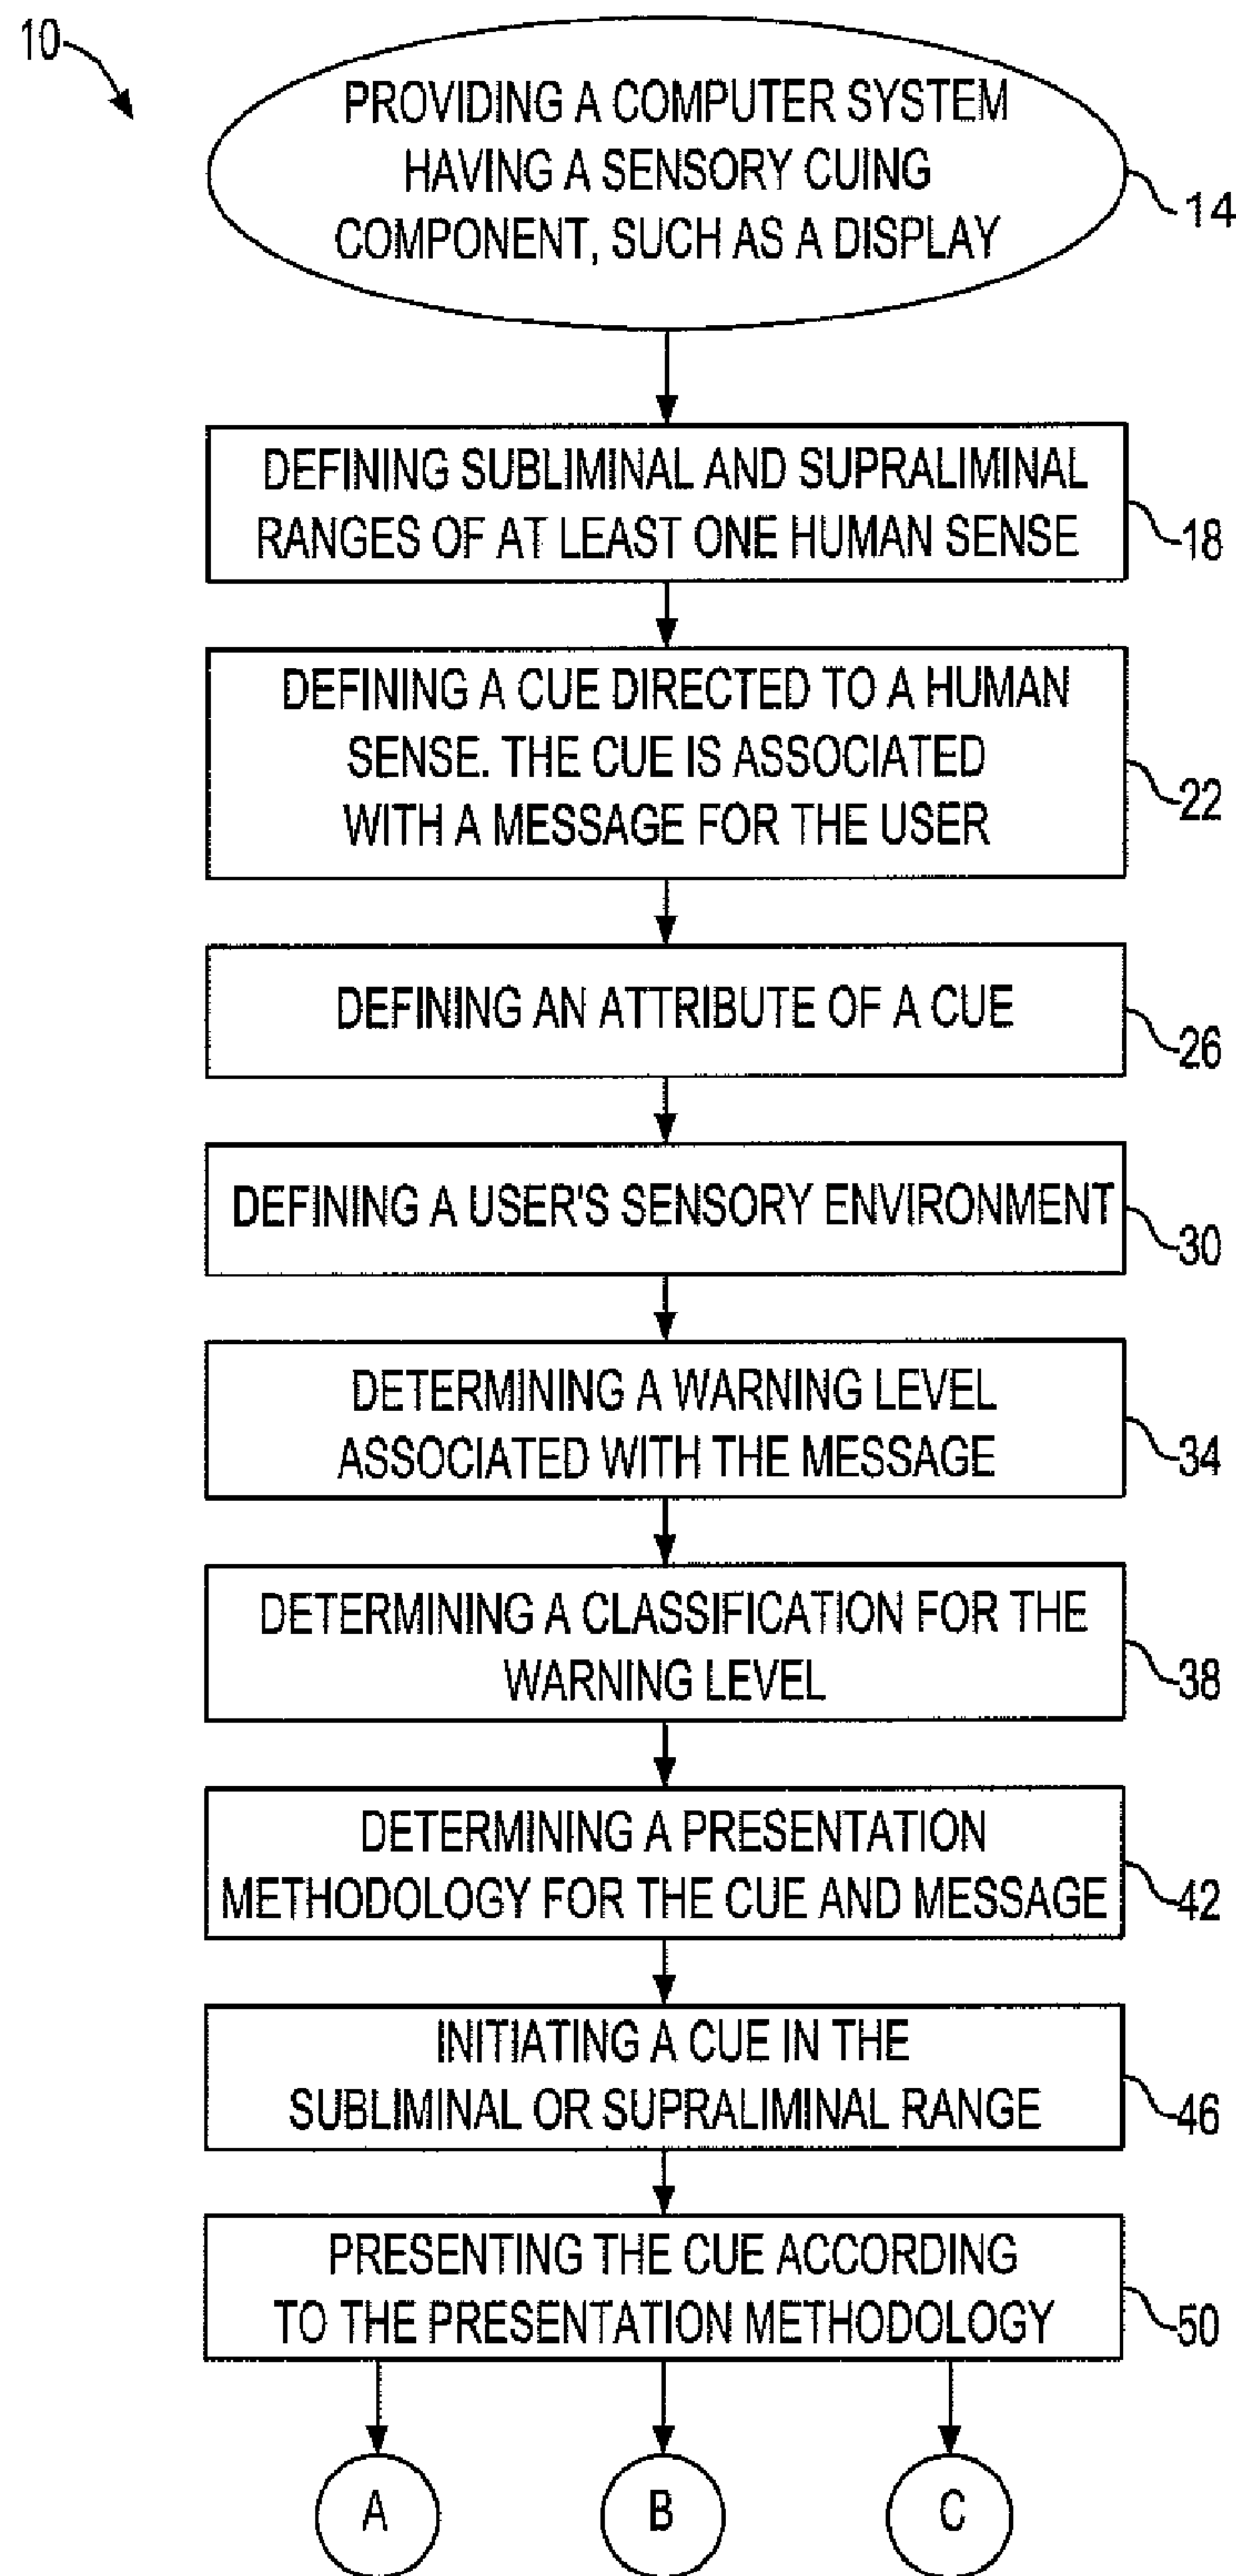 10
PROVIDING A COMPUTER SYSTEM
HAVING A SENSORY CUING
COMPONENT, SUCH AS A DISPLAY
14
DEFINING SUBLIMINAL AND SUPRALIMINAL
RANGES OF AT LEAST ONE HUMAN SENSE
18
DEFINING A CUE DIRECTED TO A HUMAN
SENSE. THE CUE IS ASSOCIATED
WITH A MESSAGE FOR THE USER
22
DEFINING AN ATTRIBUTE OF A CUE
26
DEFINING A USER'S SENSORY ENVIRONMENT
30
DETERMINING A WARNING LEVEL
ASSOCIATED WITH THE MESSAGE
34
DETERMINING A CLASSIFICATION FOR THE
WARNING LEVEL
38
DETERMINING A PRESENTATION
METHODOLOGY FOR THE CUE AND MESSAGE
42
INITIATING A CUE IN THE
SUBLIMINAL OR SUPRALIMINAL RANGE
46
PRESENTING THE CUE ACCORDING
TO THE PRESENTATION METHODOLOGY
50
A
B
C